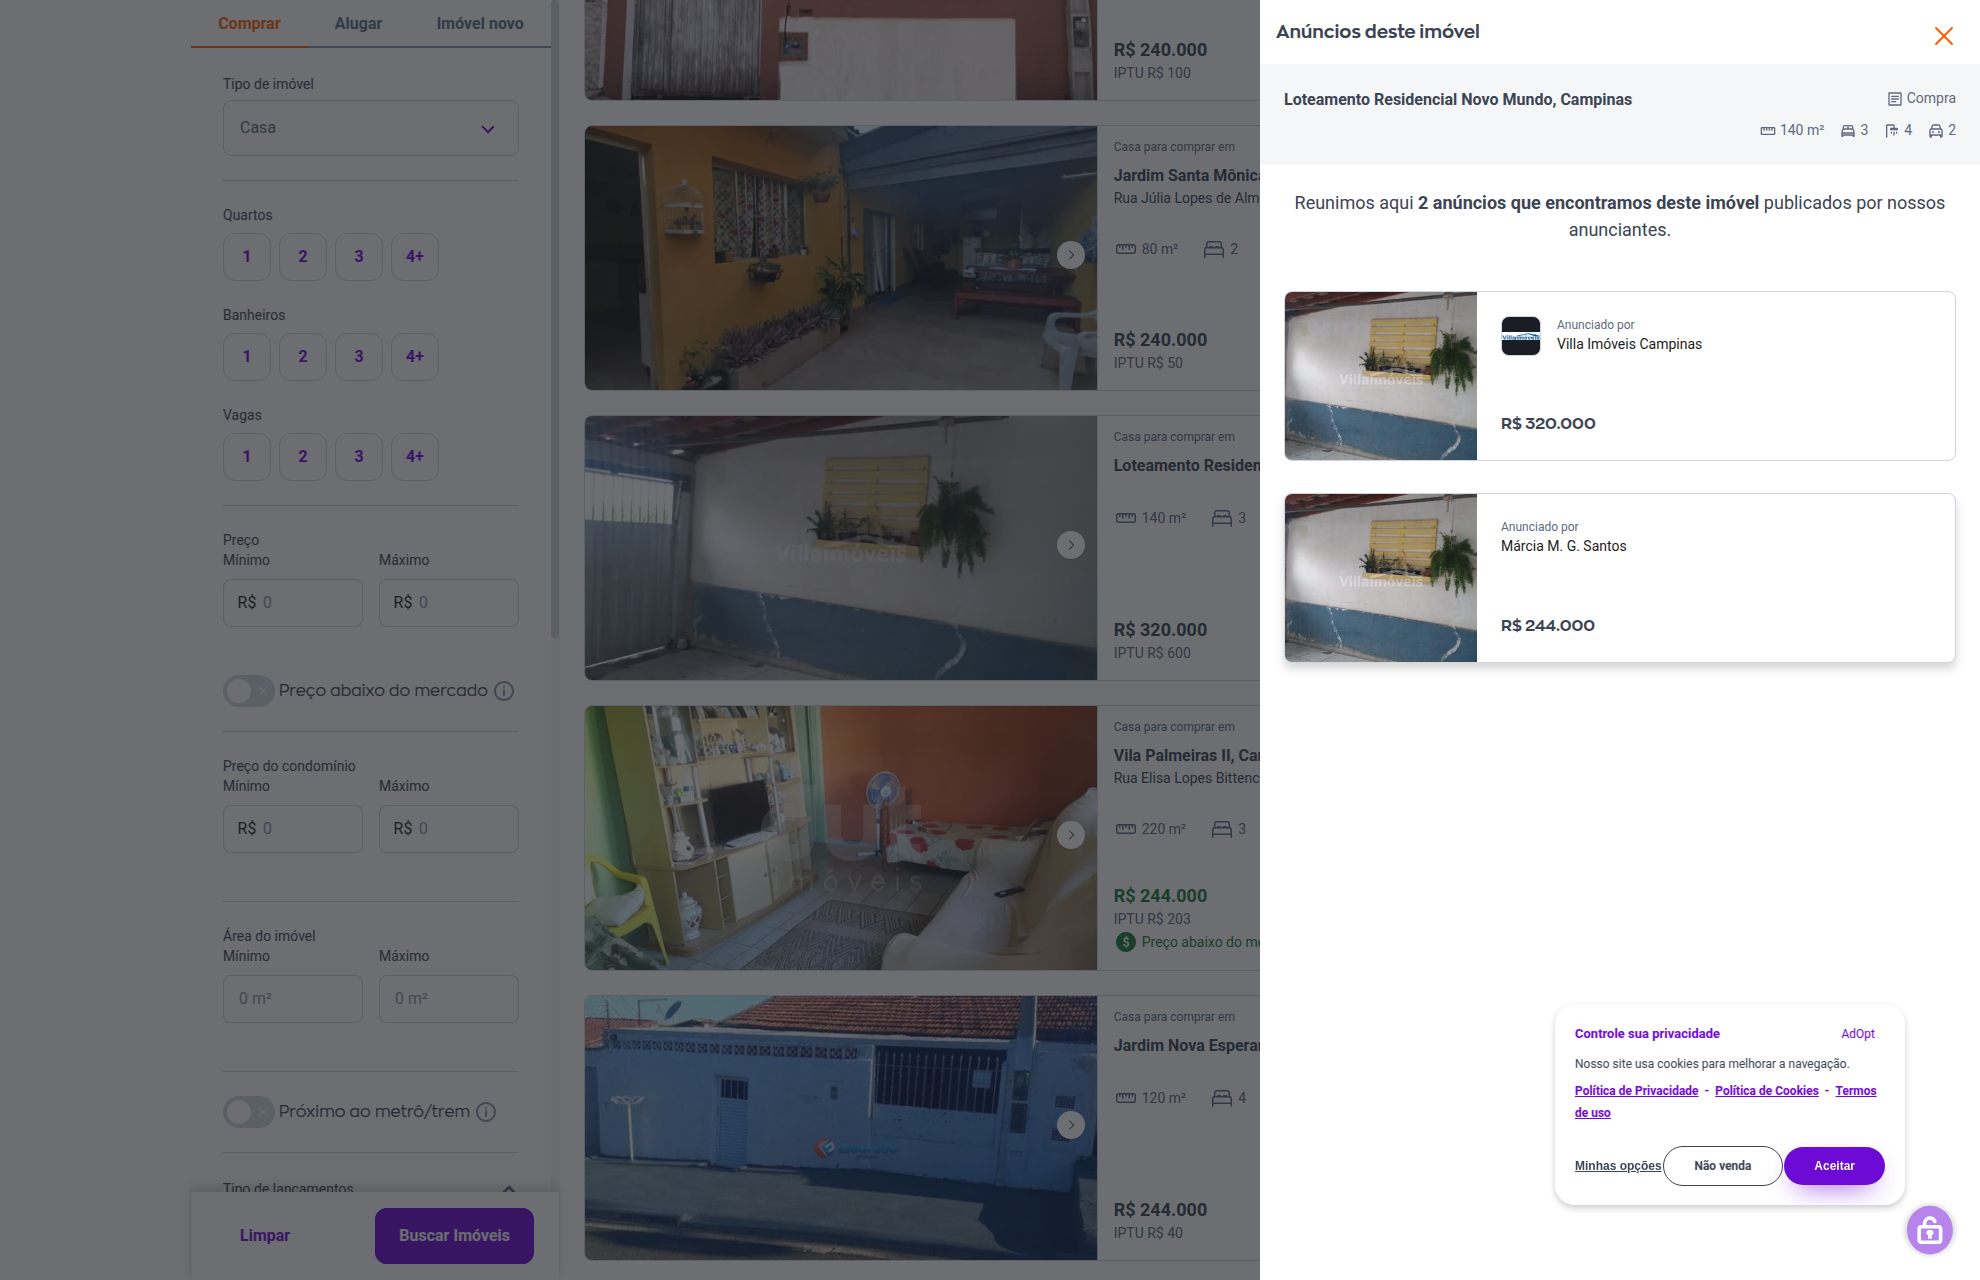 Comprar
Alugar
Imóvel novo
Tipo de imóvel
Casa
Quartos
1
2
3
4+
Banheiros
1
2
3
4+
Vagas
1
2
3
4+
Preço
Mínimo
Máximo
R$ 0
R$ 0
Preço abaixo do mercado
Preço do condomínio
Mínimo
Máximo
R$ 0
R$ 0
Área do imóvel
Mínimo
Máximo
0 m²
0 m²
Próximo ao metrô/trem
Tipo de lançamentos
Limpar
Buscar Imóveis
R$ 240.000
IPTU R$ 100
Casa para comprar em
Jardim Santa Mônica
Rua Júlia Lopes de Alm
80 m²
2
R$ 240.000
IPTU R$ 50
VillaImóveis
Casa para comprar em
Loteamento Residen
140 m²
3
R$ 320.000
IPTU R$ 600
imóveis
Casa para comprar em
Vila Palmeiras II, Ca
Rua Elisa Lopes Bittenc
220 m²
3
R$ 244.000
IPTU R$ 203
Preço abaixo do me
Casa para comprar em
Jardim Nova Espera
120 m²
4
R$ 244.000
IPTU R$ 40
Anúncios deste imóvel
Loteamento Residencial Novo Mundo, Campinas
Compra
140 m²
3
4
2
Reunimos aqui 2 anúncios que encontramos deste imóvel publicados por nossos
anunciantes.
VillaImóveis
VillaImóveis
Anunciado por
Villa Imóveis Campinas
R$ 320.000
VillaImóveis
Anunciado por
Márcia M. G. Santos
R$ 244.000
Controle sua privacidade
AdOpt
Nosso site usa cookies para melhorar a navegação.
Política de Privacidade - Política de Cookies - Termos
de uso
Minhas opções
Não venda
Aceitar